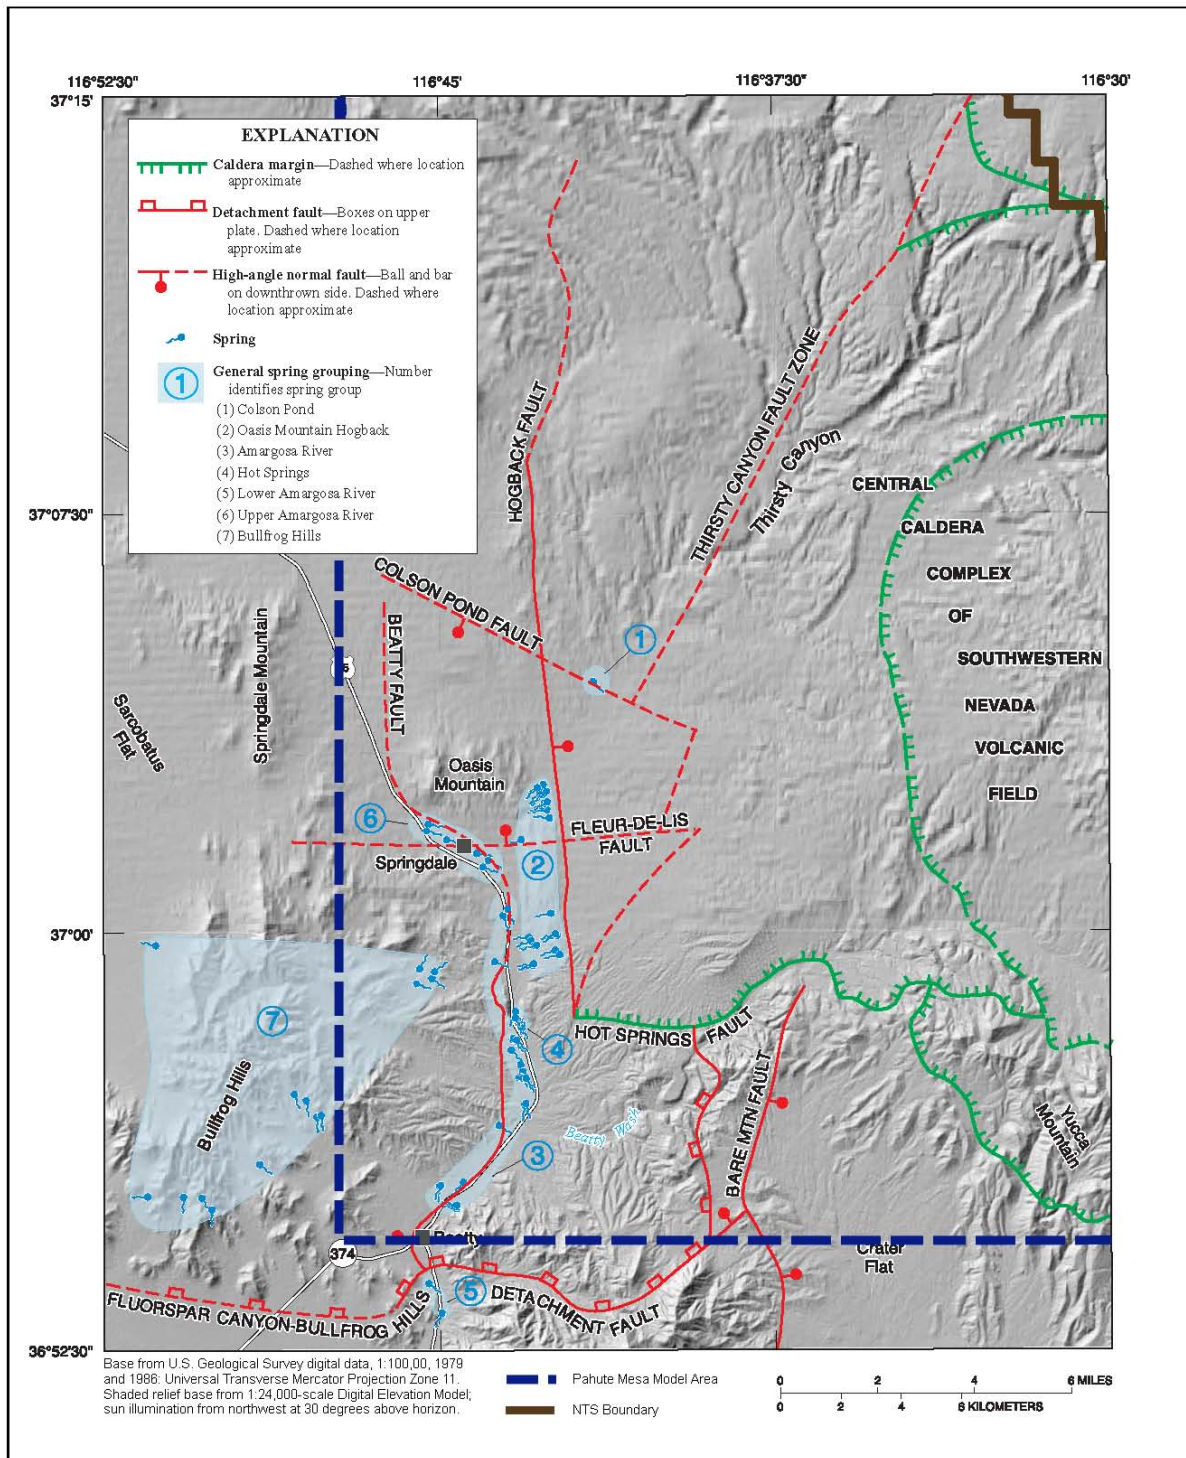 116°52'30"
116°45'
116°37'30"
116°30'
37°15'
EXPLANATION
Caldera margin—Dashed where location
approximate
Detachment fault—Boxes on upper
plate. Dashed where location
approximate
High-angle normal fault—Ball and bar
on downthrown side. Dashed where
location approximate
Spring
1
General spring grouping—Number
identifies spring group
(1) Colson Pond
(2) Oasis Mountain Hogback
(3) Amargosa River
(4) Hot Springs
(5) Lower Amargosa River
(6) Upper Amargosa River
(7) Bullfrog Hills
HOGBACK FAULT
THIRSTY CANYON FAULT ZONE
Thirsty Canyon
CENTRAL
CALDERA
COMPLEX
OF
SOUTHWESTERN
NEVADA
VOLCANIC
FIELD
37°07'30"
COLSON POND FAULT
BEATTY FAULT
1
Springdale Mountain
Sarcobatus
Flat
5
Oasis
Mountain
6
FLEUR-DE-LIS
FAULT
Springdale
2
37°00'
7
HOT SPRINGS FAULT
4
Bullfrog Hills
Beatty Wash
BARE MTN FAULT
Yucca
Mountain
3
Beatty
374
Crater
Flat
5
FLUORSPAR CANYON-BULLFROG HILLS DETACHMENT FAULT
36°52'30"
Base from U.S. Geological Survey digital data, 1:100,00, 1979
and 1986: Universal Transverse Mercator Projection Zone 11.
Shaded relief base from 1:24,000-scale Digital Elevation Model;
sun illumination from northwest at 30 degrees above horizon.
Pahute Mesa Model Area
NTS Boundary
0 2 4 6 MILES
0 2 4 6 KILOMETERS